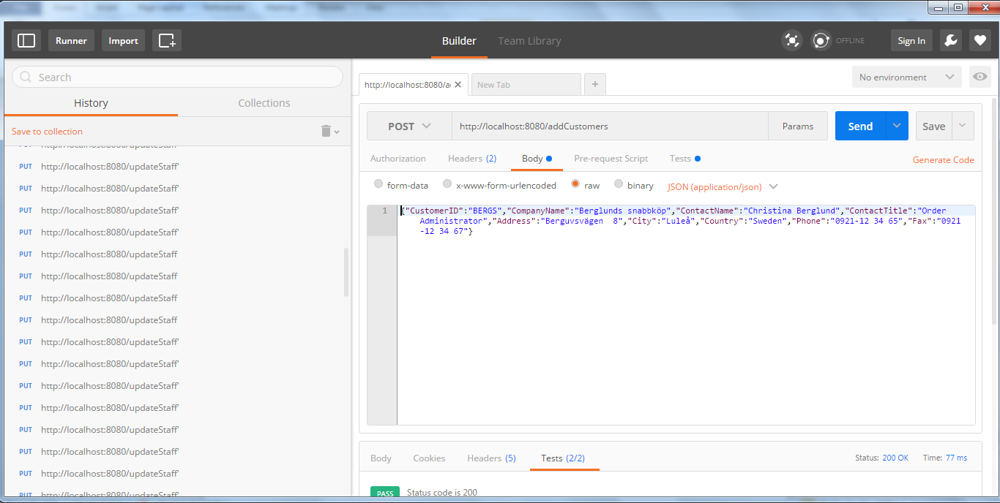 Runner
Import
Builder
Team Library
OFFLINE
Sign In
Search
History
Collections
Save to collection
http://localhost:8080/updateStaff
PUT http://localhost:8080/updateStaff'
PUT http://localhost:8080/updateStaff'
PUT http://localhost:8080/updateStaff'
PUT http://localhost:8080/updateStaff'
PUT http://localhost:8080/updateStaff
PUT http://localhost:8080/updateStaff
PUT http://localhost:8080/updateStaff
PUT http://localhost:8080/updateStaff
PUT http://localhost:8080/updateStaff'
PUT http://localhost:8080/updateStaff'
PUT http://localhost:8080/updateStaff'
PUT http://localhost:8080/updateStaff'
PUT http://localhost:8080/updateStaff'
PUT http://localhost:8080/updateStaff'
PUT http://localhost:8080/updateStaff'
PUT http://localhost:8080/updateStaff'
http://localhost:8080/a
New Tab
+
No environment
POST
http://localhost:8080/addCustomers
Params
Send
Save
Authorization
Headers (2)
Body
Pre-request Script
Tests
Generate Code
form-data
x-www-form-urlencoded
raw
binary
JSON (application/json)
1
{"CustomerID":"BERGS","CompanyName":"Berglunds snabbköp","ContactName":"Christina Berglund","ContactTitle":"Order
Administrator","Address":"Berguvsvägen  8","City":"Luleå","Country":"Sweden","Phone":"0921-12 34 65","Fax":"0921
-12 34 67"}
Body
Cookies
Headers (5)
Tests (2/2)
Status: 200 OK
Time: 77 ms
PASS
Status code is 200